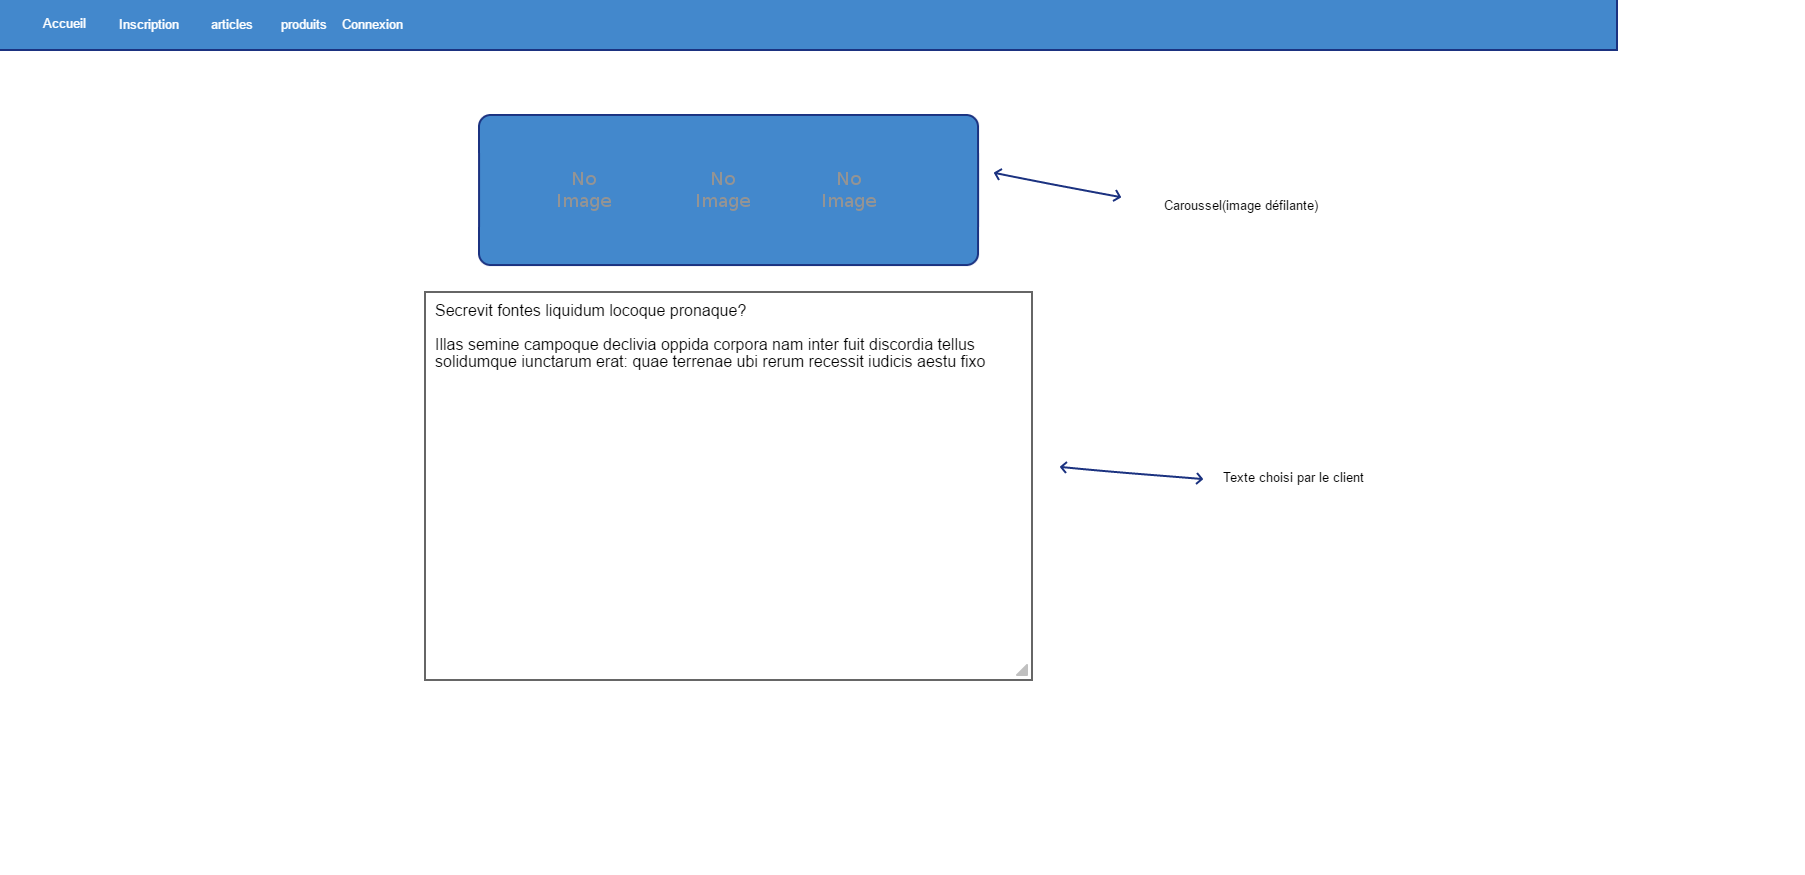 Accueil Inscription articles produits Connexion
No No No
Image Image Image
Caroussel(image défilante)
Secrevit fontes liquidum locoque pronaque?
Illas semine campoque declivia oppida corpora nam inter fuit discordia tellus
solidumque iunctarum erat: quae terrenae ubi rerum recessit iudicis aestu fixo
Texte choisi par le client